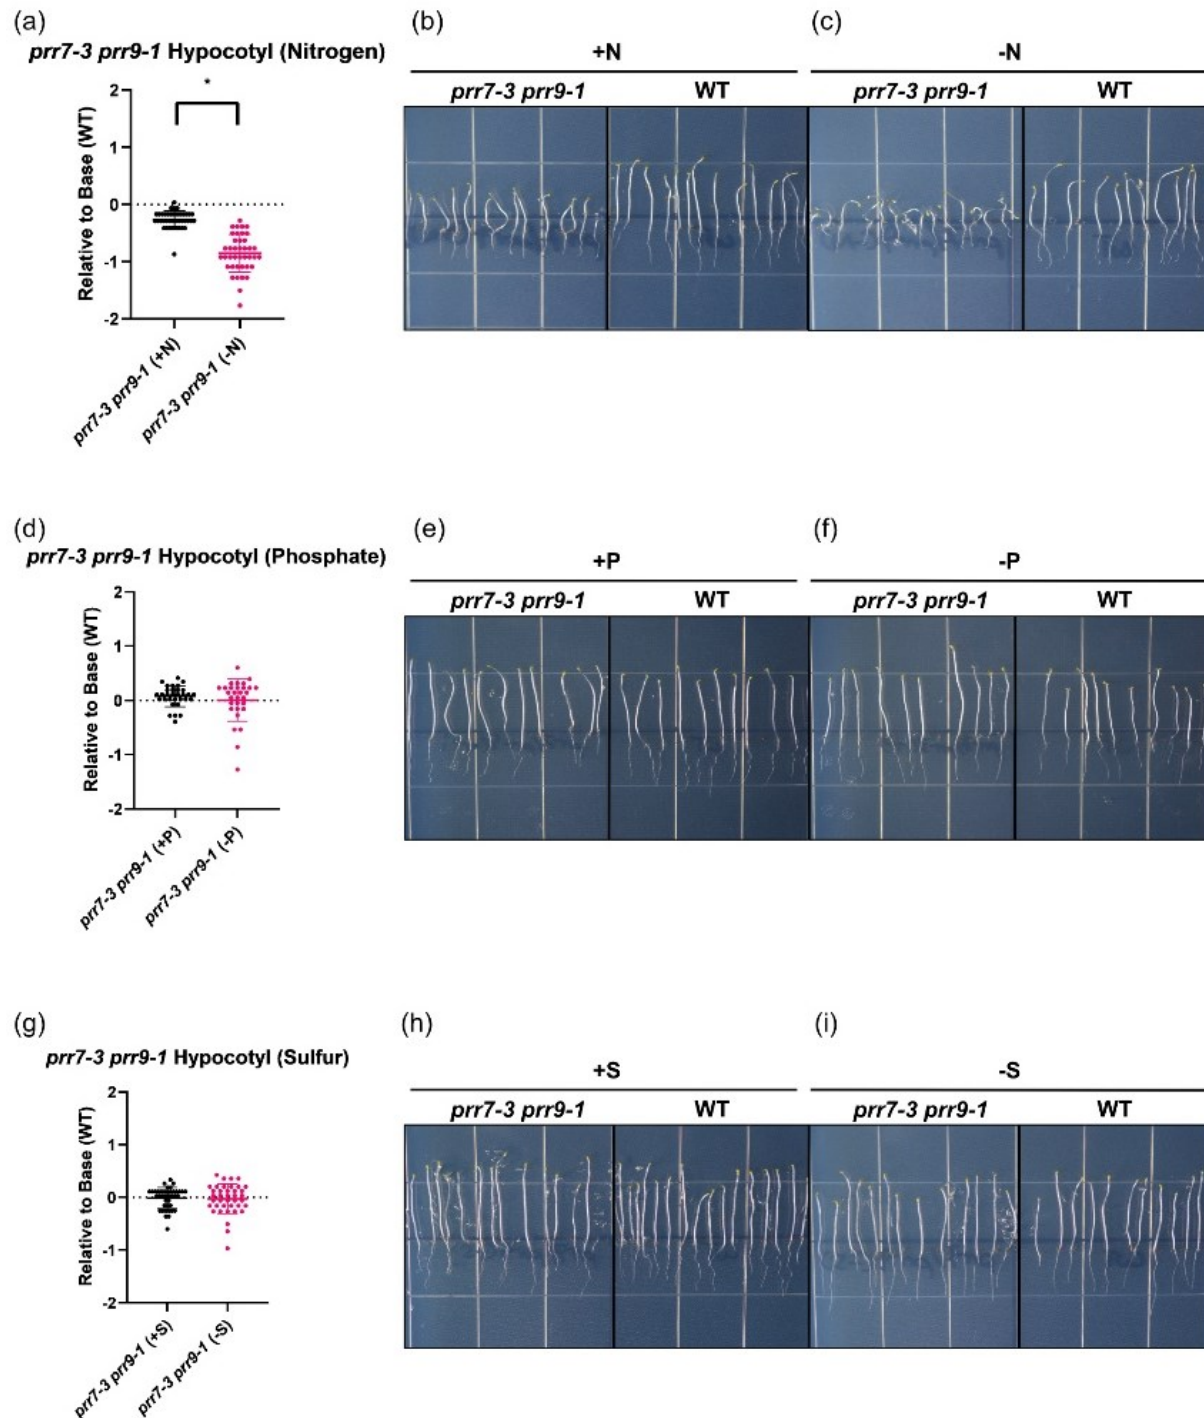 (a)
prr7-3 prr9-1 Hypocotyl (Nitrogen)
Relative to Base (WT)
2
1
0
-1
-2
*
prr7-3 prr9-1 (+N)
prr7-3 prr9-1 (-N)
(b)
+N
prr7-3 prr9-1
WT
(c)
-N
prr7-3 prr9-1
WT
(d)
prr7-3 prr9-1 Hypocotyl (Phosphate)
Relative to Base (WT)
2
1
0
-1
-2
prr7-3 prr9-1 (+P)
prr7-3 prr9-1 (-P)
(e)
+P
prr7-3 prr9-1
WT
(f)
-P
prr7-3 prr9-1
WT
(g)
prr7-3 prr9-1 Hypocotyl (Sulfur)
Relative to Base (WT)
2
1
0
-1
-2
prr7-3 prr9-1 (+S)
prr7-3 prr9-1 (-S)
(h)
+S
prr7-3 prr9-1
WT
(i)
-S
prr7-3 prr9-1
WT